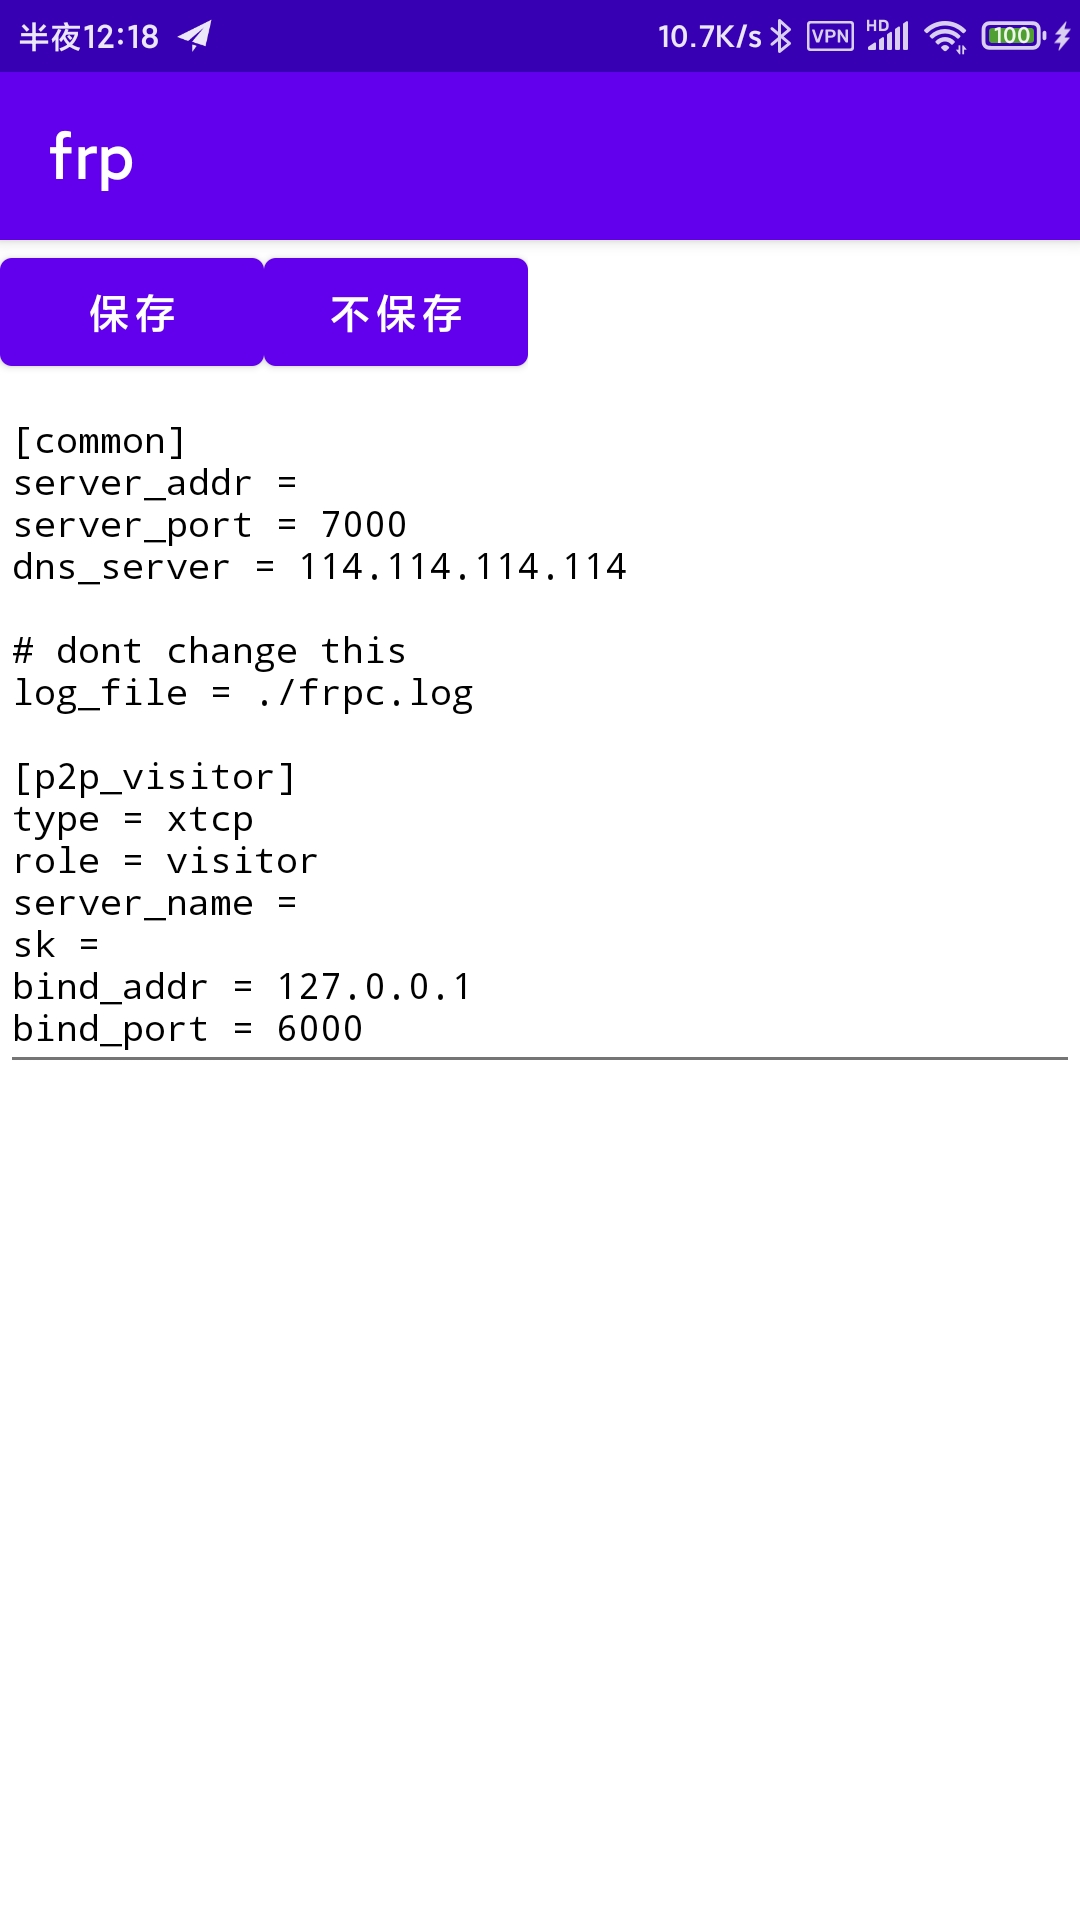 半夜12:18 10.7K/s VPN HD 100
frp
保存 不保存
[common]
server_addr =
server_port = 7000
dns_server = 114.114.114.114
# dont change this
log_file = ./frpc.log
[p2p_visitor]
type = xtcp
role = visitor
server_name =
sk =
bind_addr = 127.0.0.1
bind_port = 6000